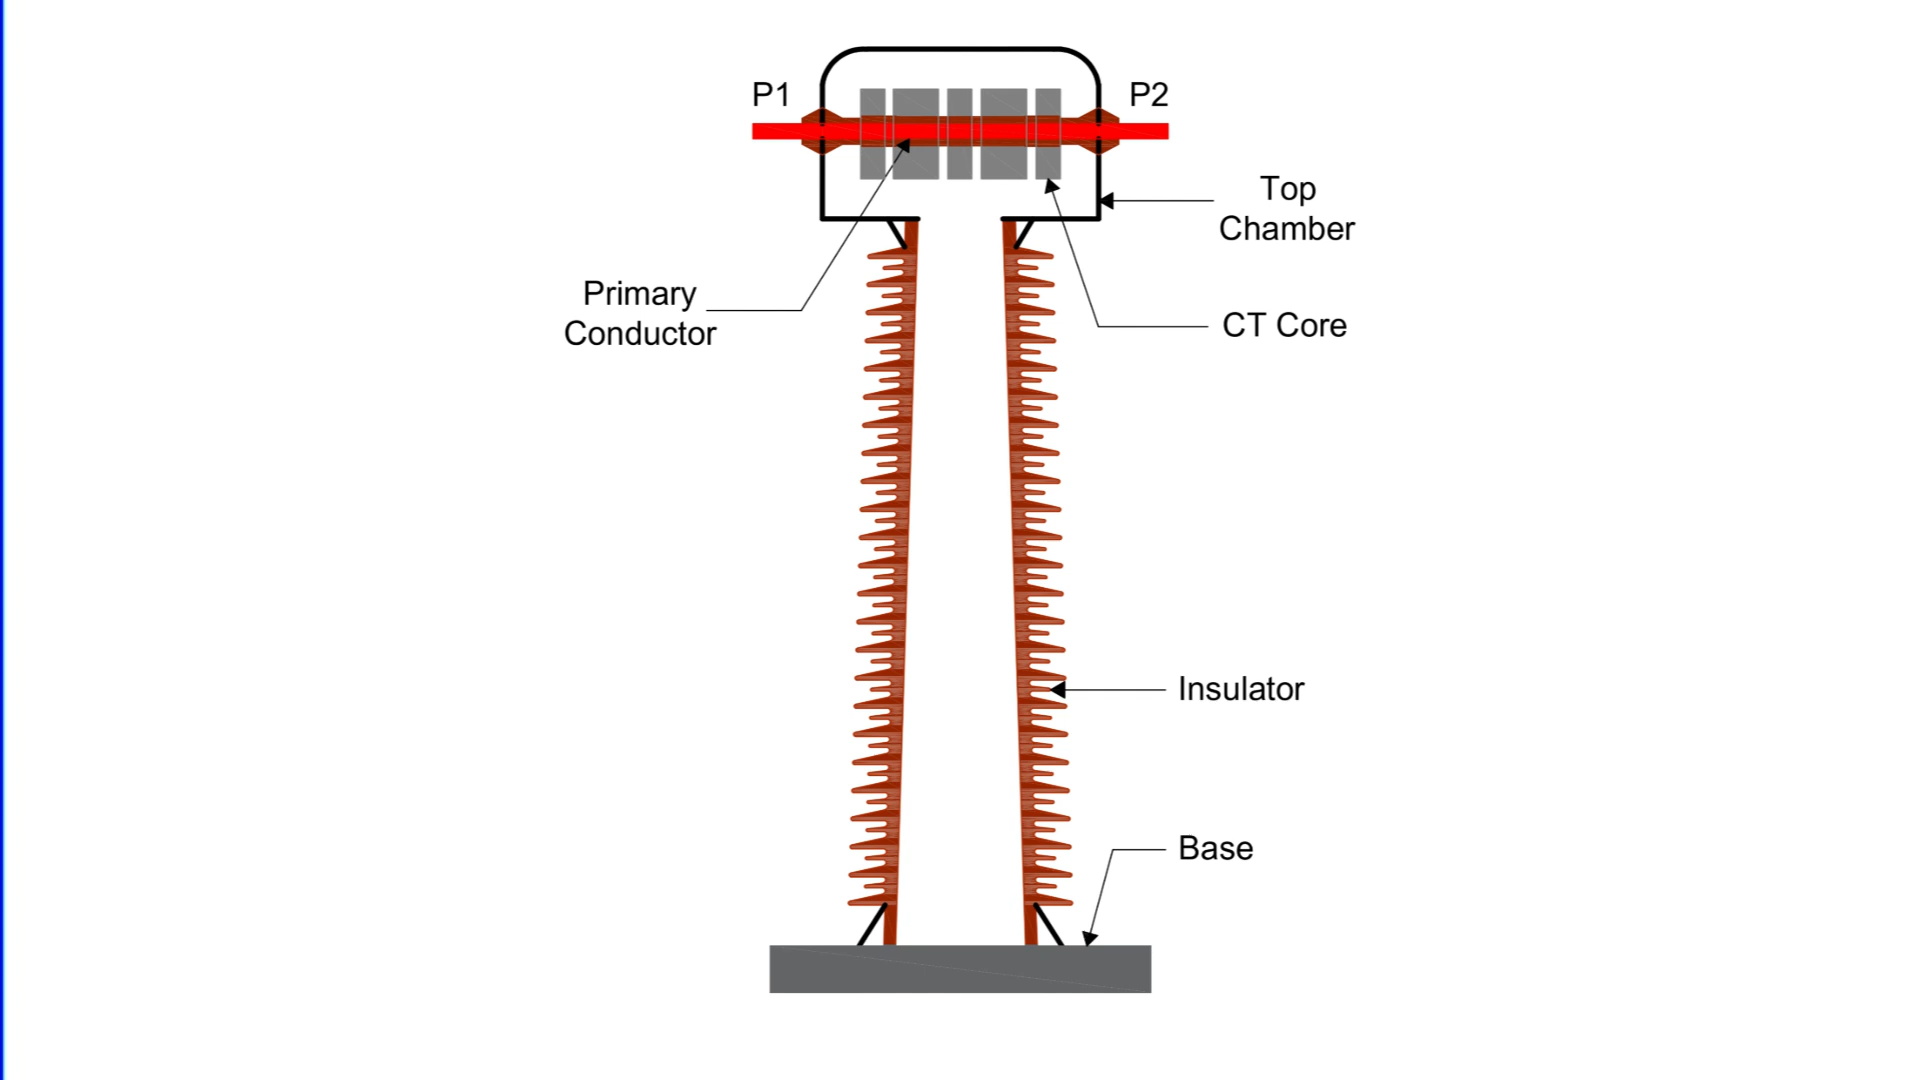 P1
P2
Top
Chamber
Primary
Conductor
CT Core
Insulator
Base